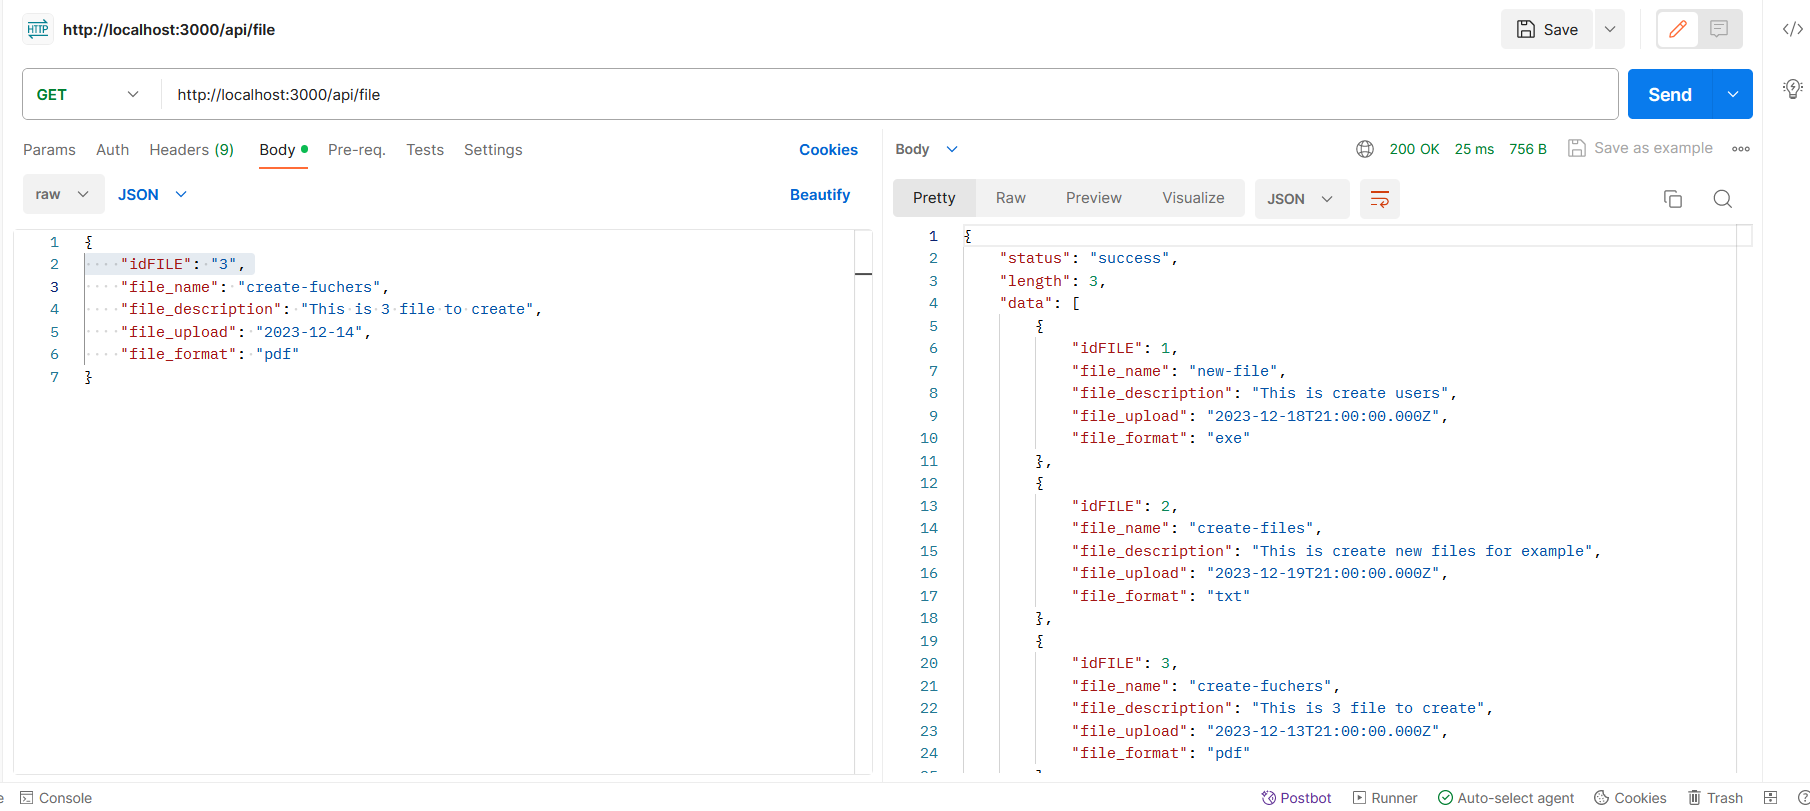 HTTP http://localhost:3000/api/file Save
GET http://localhost:3000/api/file Send
Params Auth Headers (9) Body Pre-req. Tests Settings Cookies
raw JSON Beautify
1 {
2 "idFILE": "3",
3 "file_name": "create-fuchers",
4 "file_description": "This is 3 file to create",
5 "file_upload": "2023-12-14",
6 "file_format": "pdf"
7 }
Body 200 OK 25 ms 756 B Save as example
Pretty Raw Preview Visualize JSON
1 {
2 "status": "success",
3 "length": 3,
4 "data": [
5 {
6 "idFILE": 1,
7 "file_name": "new-file",
8 "file_description": "This is create users",
9 "file_upload": "2023-12-18T21:00:00.000Z",
10 "file_format": "exe"
11 },
12 {
13 "idFILE": 2,
14 "file_name": "create-files",
15 "file_description": "This is create new files for example",
16 "file_upload": "2023-12-19T21:00:00.000Z",
17 "file_format": "txt"
18 },
19 {
20 "idFILE": 3,
21 "file_name": "create-fuchers",
22 "file_description": "This is 3 file to create",
23 "file_upload": "2023-12-13T21:00:00.000Z",
24 "file_format": "pdf"
Console Postbot Runner Auto-select agent Cookies Trash